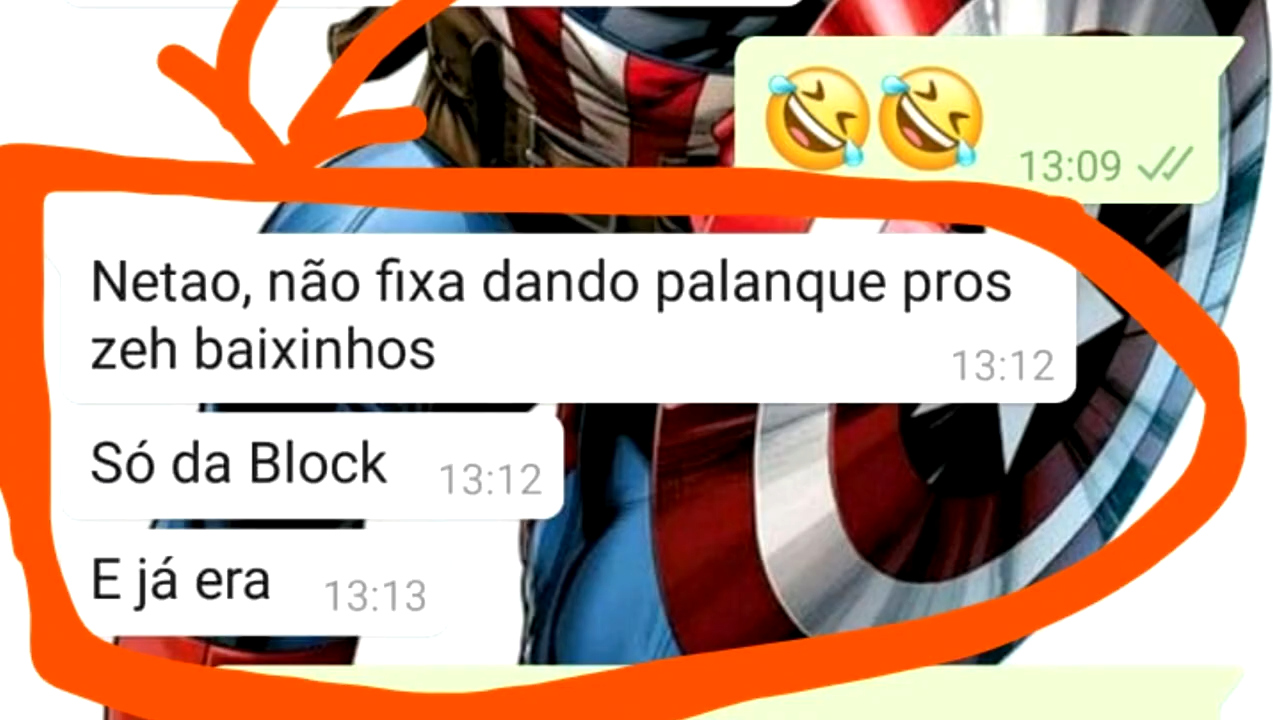 🤣🤣 13:09
Netao, não fixa dando palanque pros
zeh baixinhos 13:12
Só da Block 13:12
E já era 13:13